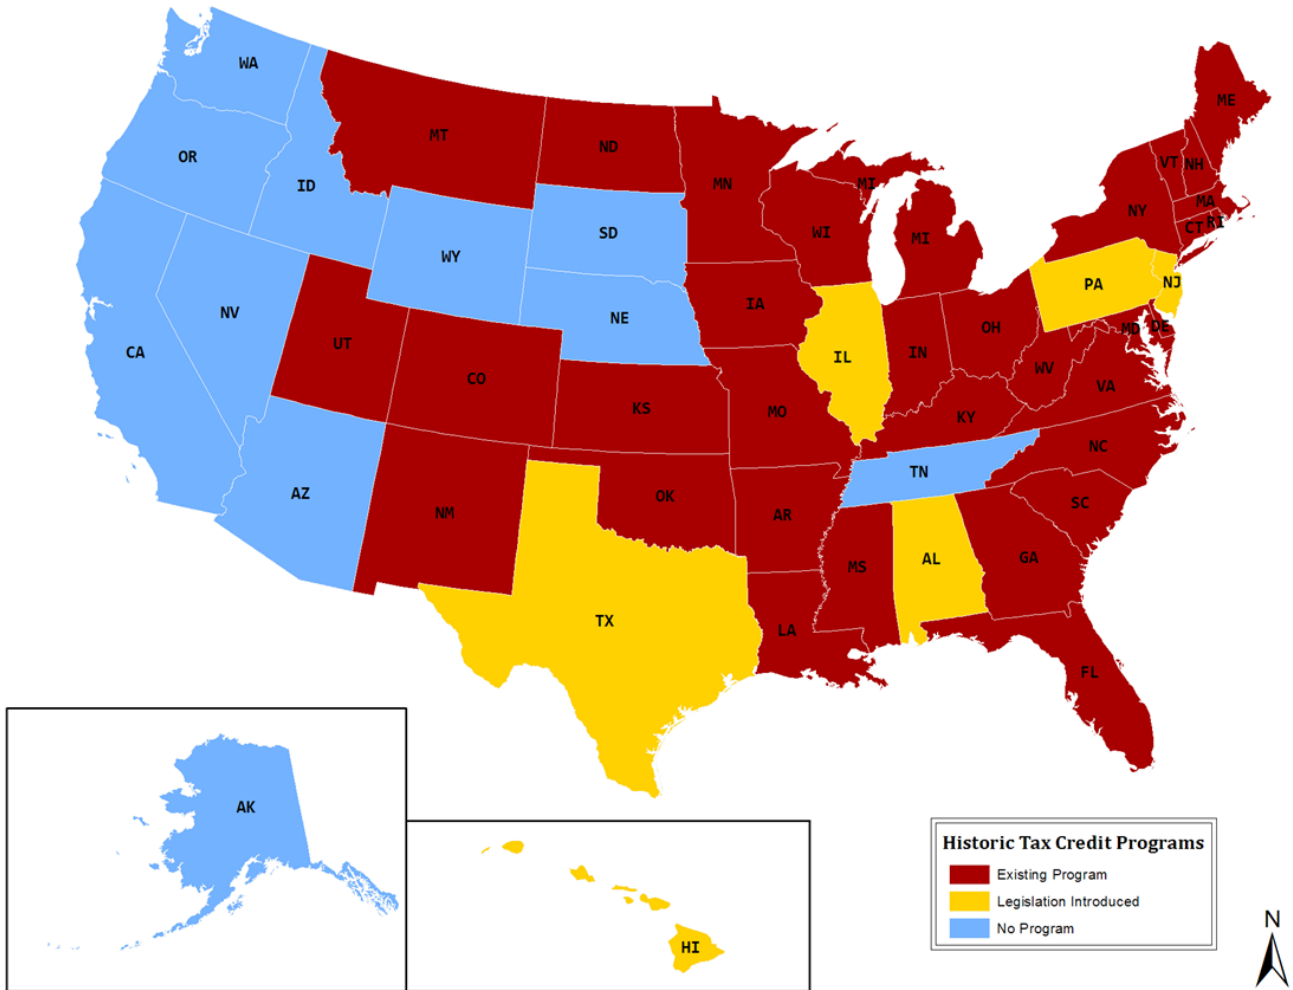 ME
WA
MT
ND
VT
NH
OR
MN
MI
ID
MA
NY
CT
RI
SD
WI
MI
WY
PA
NJ
NV
IA
NE
OH
MD
DE
CA
UT
IL
IN
WV
CO
VA
KS
MO
KY
NC
TN
AZ
OK
SC
NM
AR
GA
AL
MS
TX
LA
FL
AK
HI
Historic Tax Credit Programs
Existing Program
Legislation Introduced
No Program
N